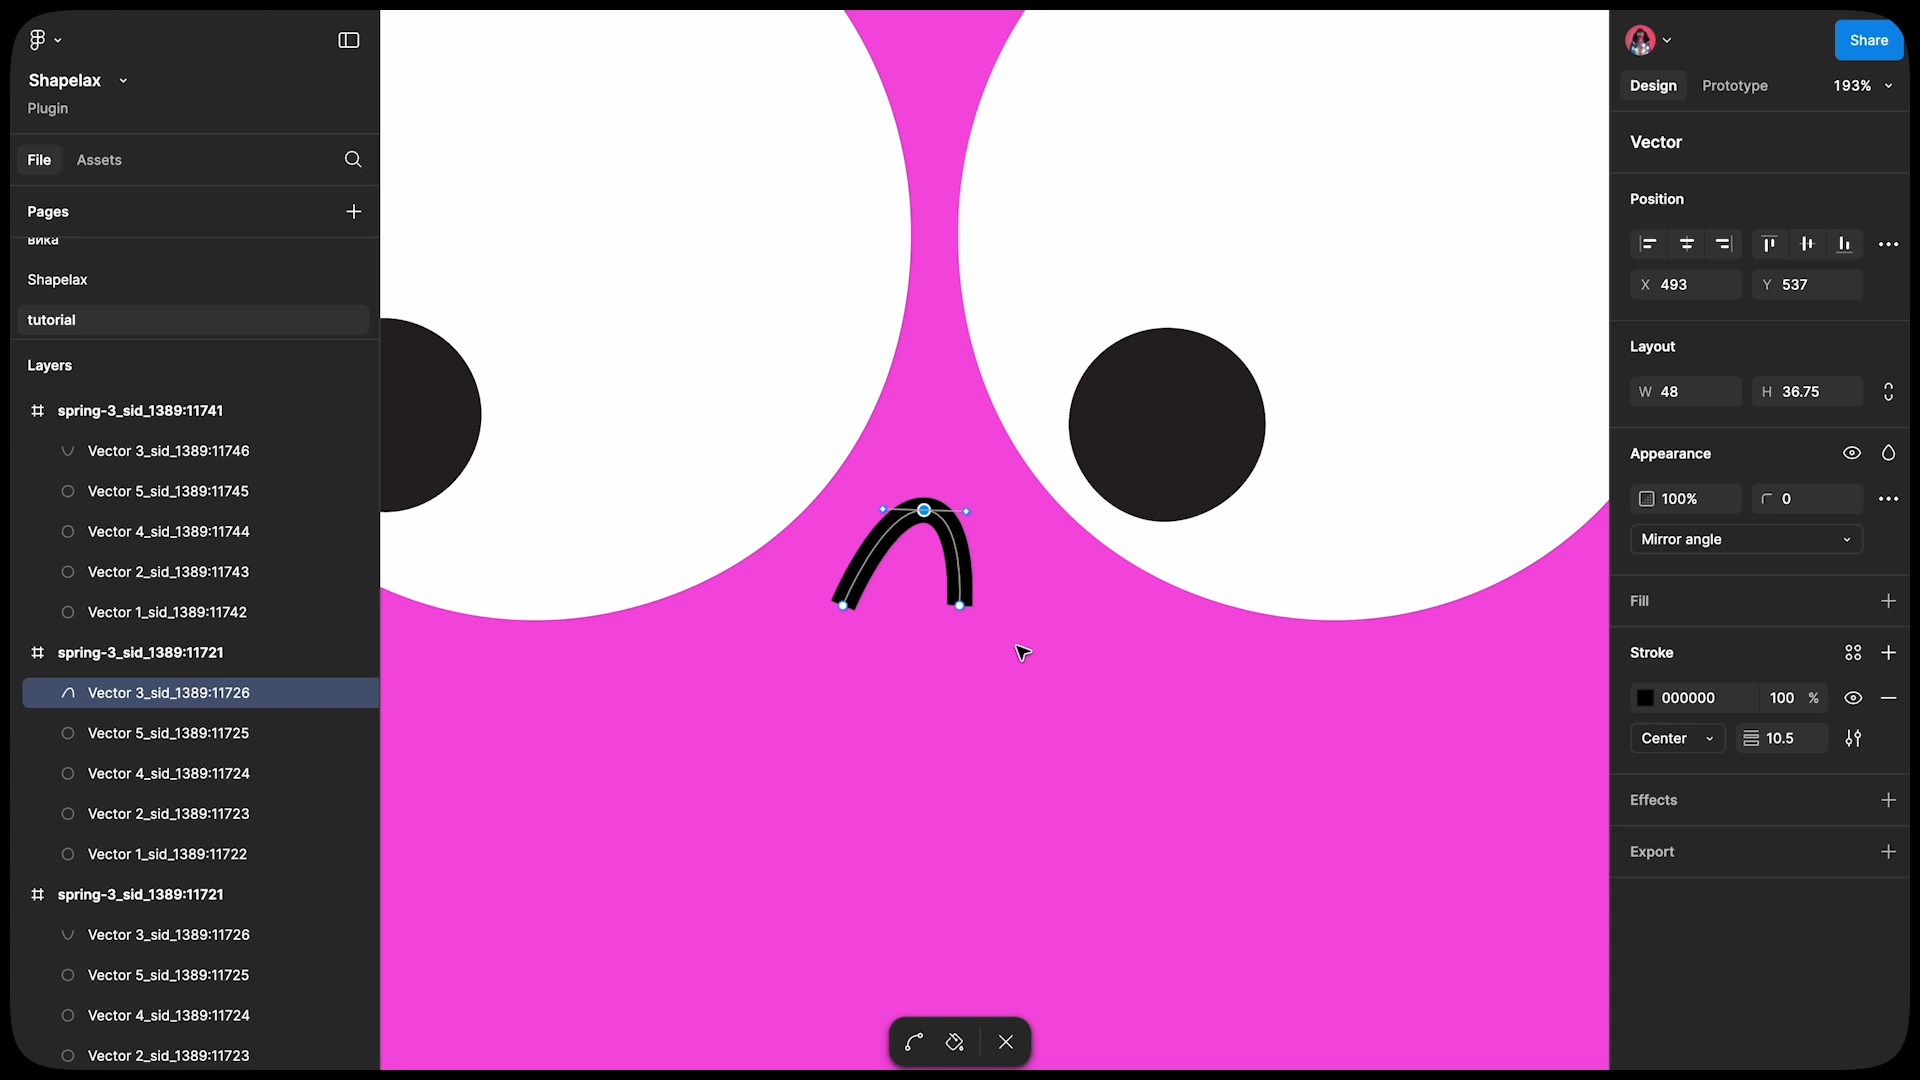 Shapelax
Plugin
File Assets
Pages
вика
Shapelax
tutorial
Layers
spring-3_sid_1389:11741
Vector 3_sid_1389:11746
Vector 5_sid_1389:11745
Vector 4_sid_1389:11744
Vector 2_sid_1389:11743
Vector 1_sid_1389:11742
spring-3_sid_1389:11721
Vector 3_sid_1389:11726
Vector 5_sid_1389:11725
Vector 4_sid_1389:11724
Vector 2_sid_1389:11723
Vector 1_sid_1389:11722
spring-3_sid_1389:11721
Vector 3_sid_1389:11726
Vector 5_sid_1389:11725
Vector 4_sid_1389:11724
Vector 2_sid_1389:11723
Share
Design Prototype 193%
Vector
Position
X 493 Y 537
Layout
W 48 H 36.75
Appearance
100% 0
Mirror angle
Fill
Stroke
000000 100 %
Center 10.5
Effects
Export